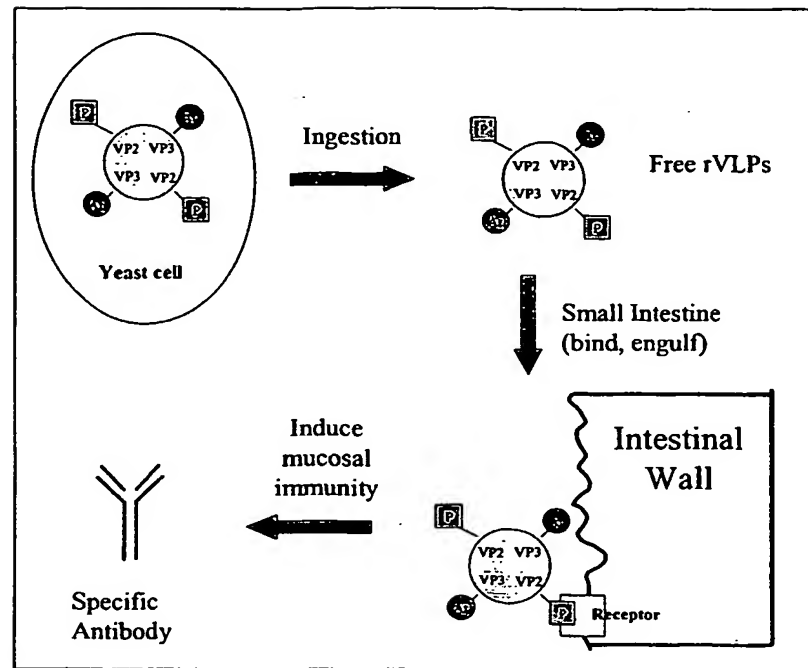 P
VP2 VP3
VP3 VP2
P
Yeast cell
Ingestion
P
VP2 VP3
VP3 VP2
P
Free rVLPs
Small Intestine
(bind, engulf)
Intestinal
Wall
P
VP2 VP3
VP3 VP2
P
Receptor
Induce
mucosal
immunity
Specific
Antibody